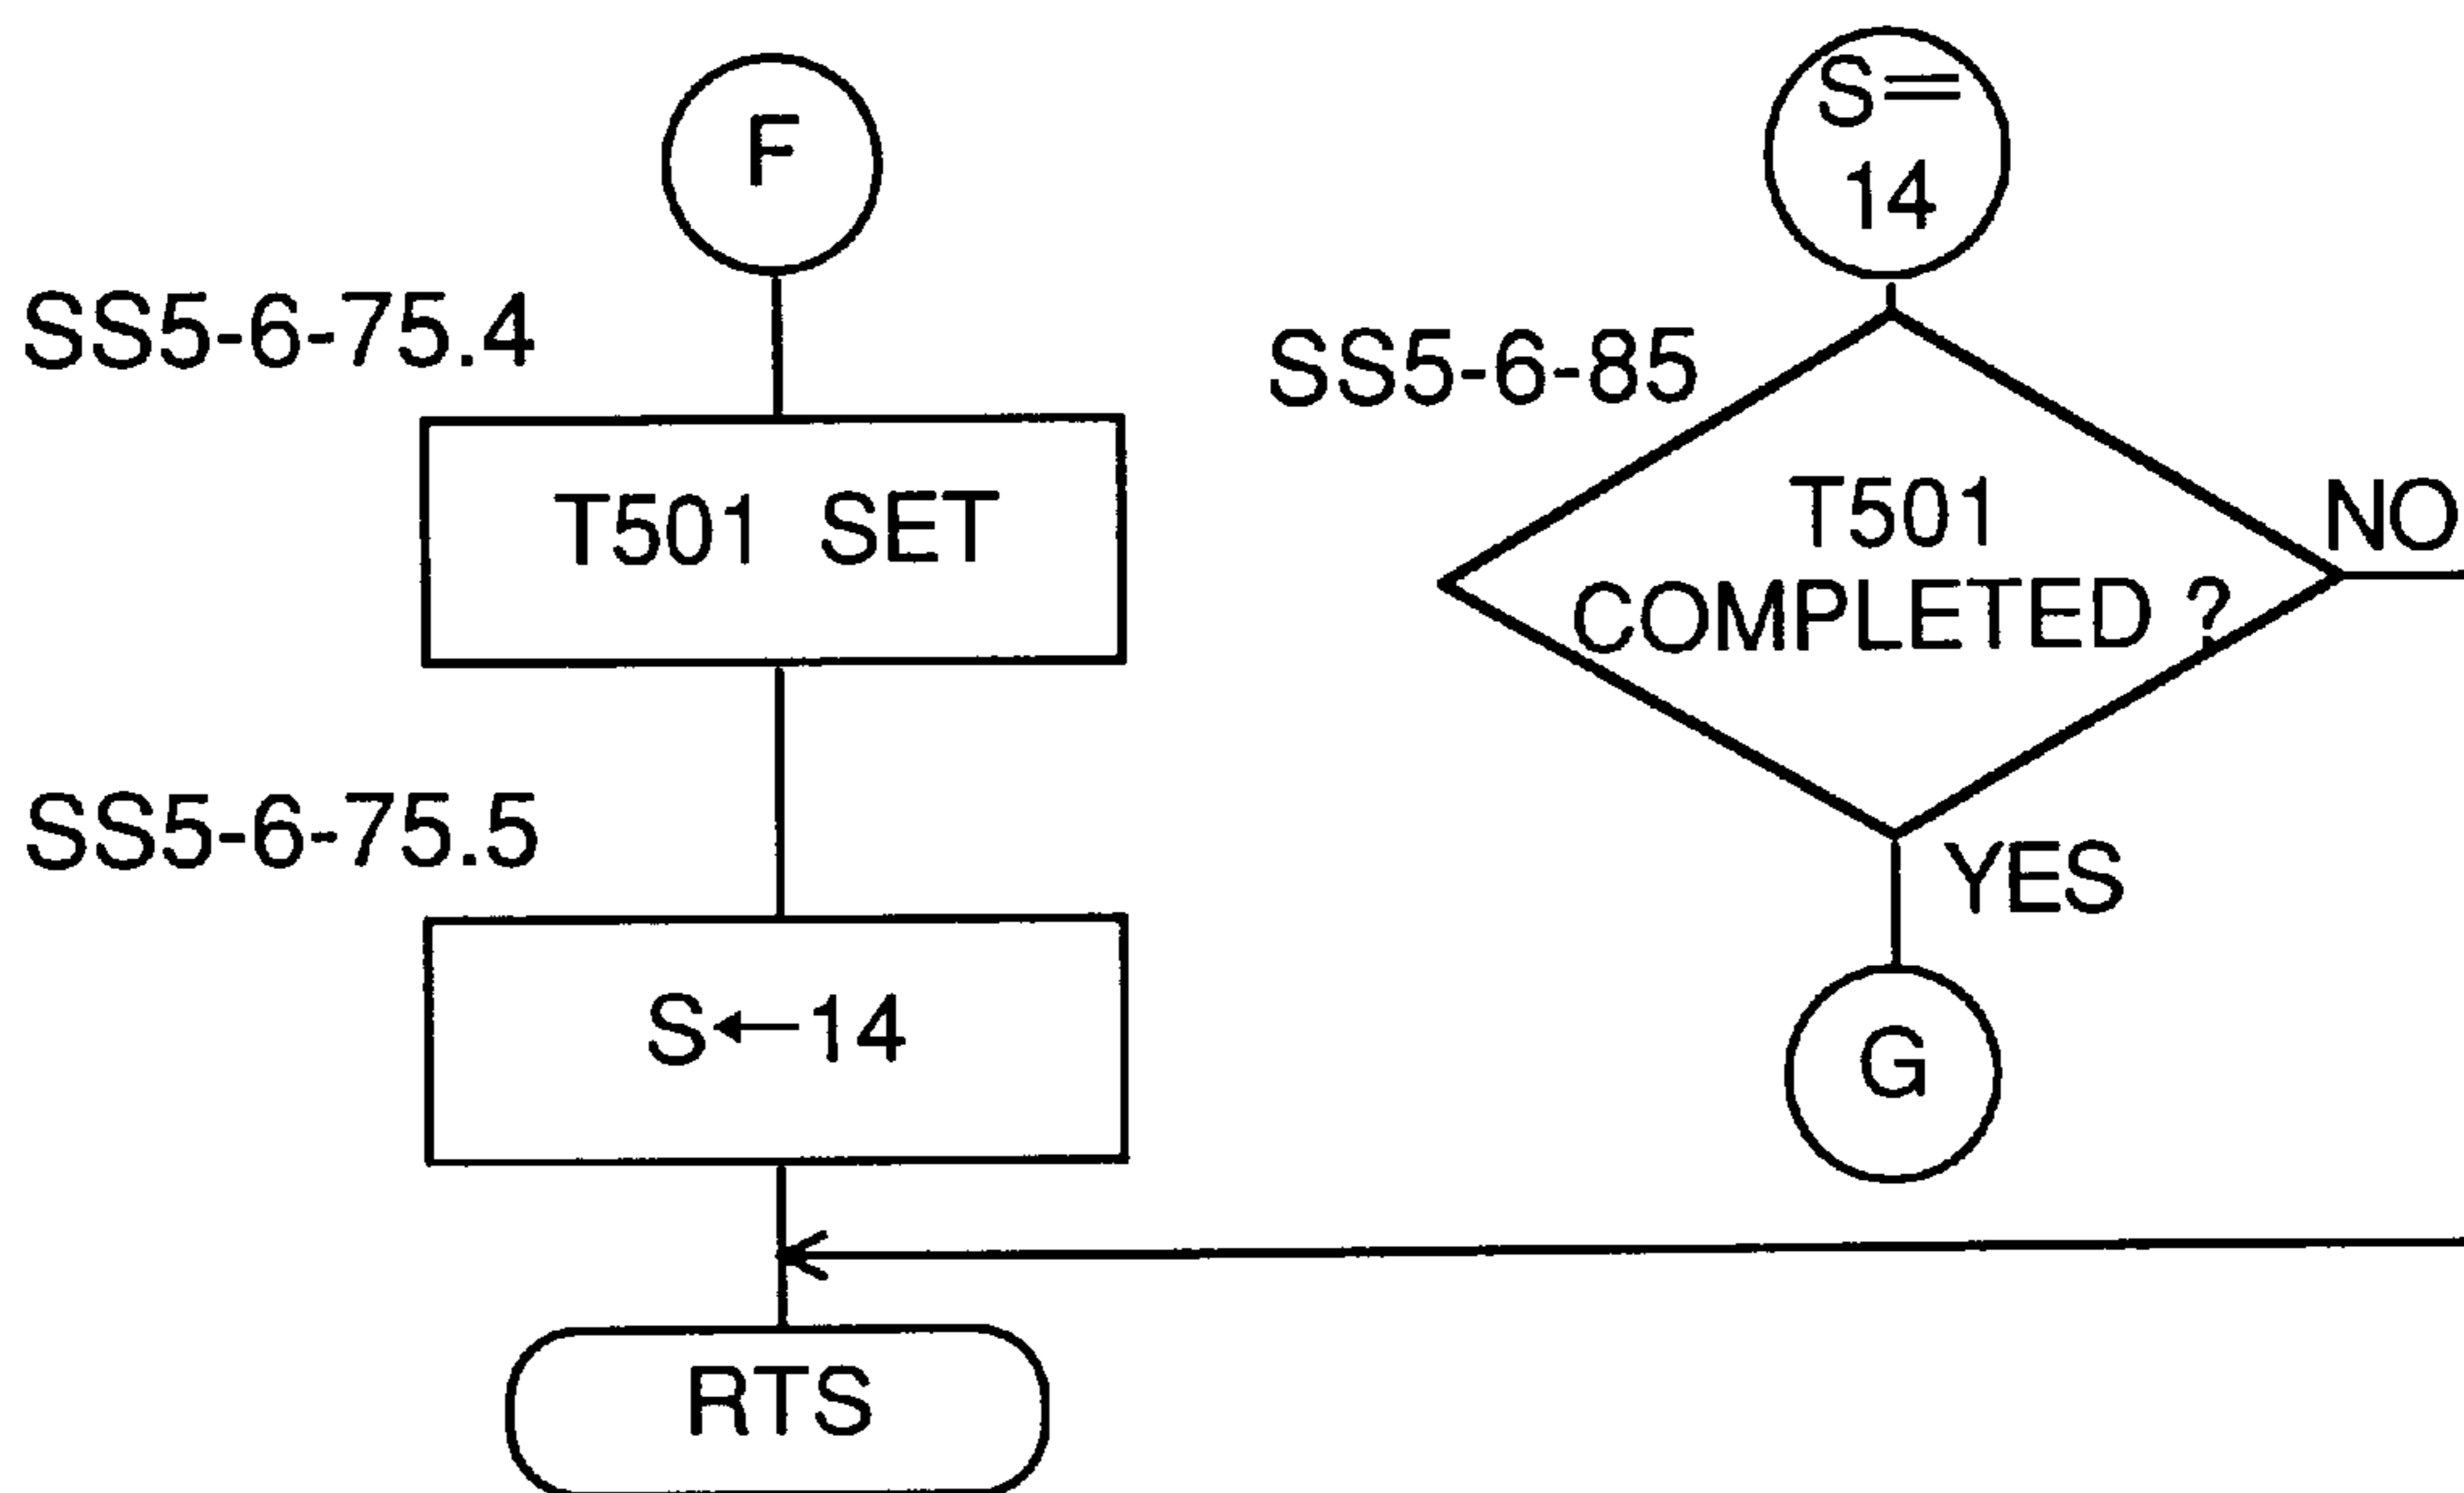 F
SS5-6-75.4
T501 SET
SS5-6-75.5
S←14
RTS
S=
14
SS5-6-85
T501
COMPLETED ?
NO
YES
G